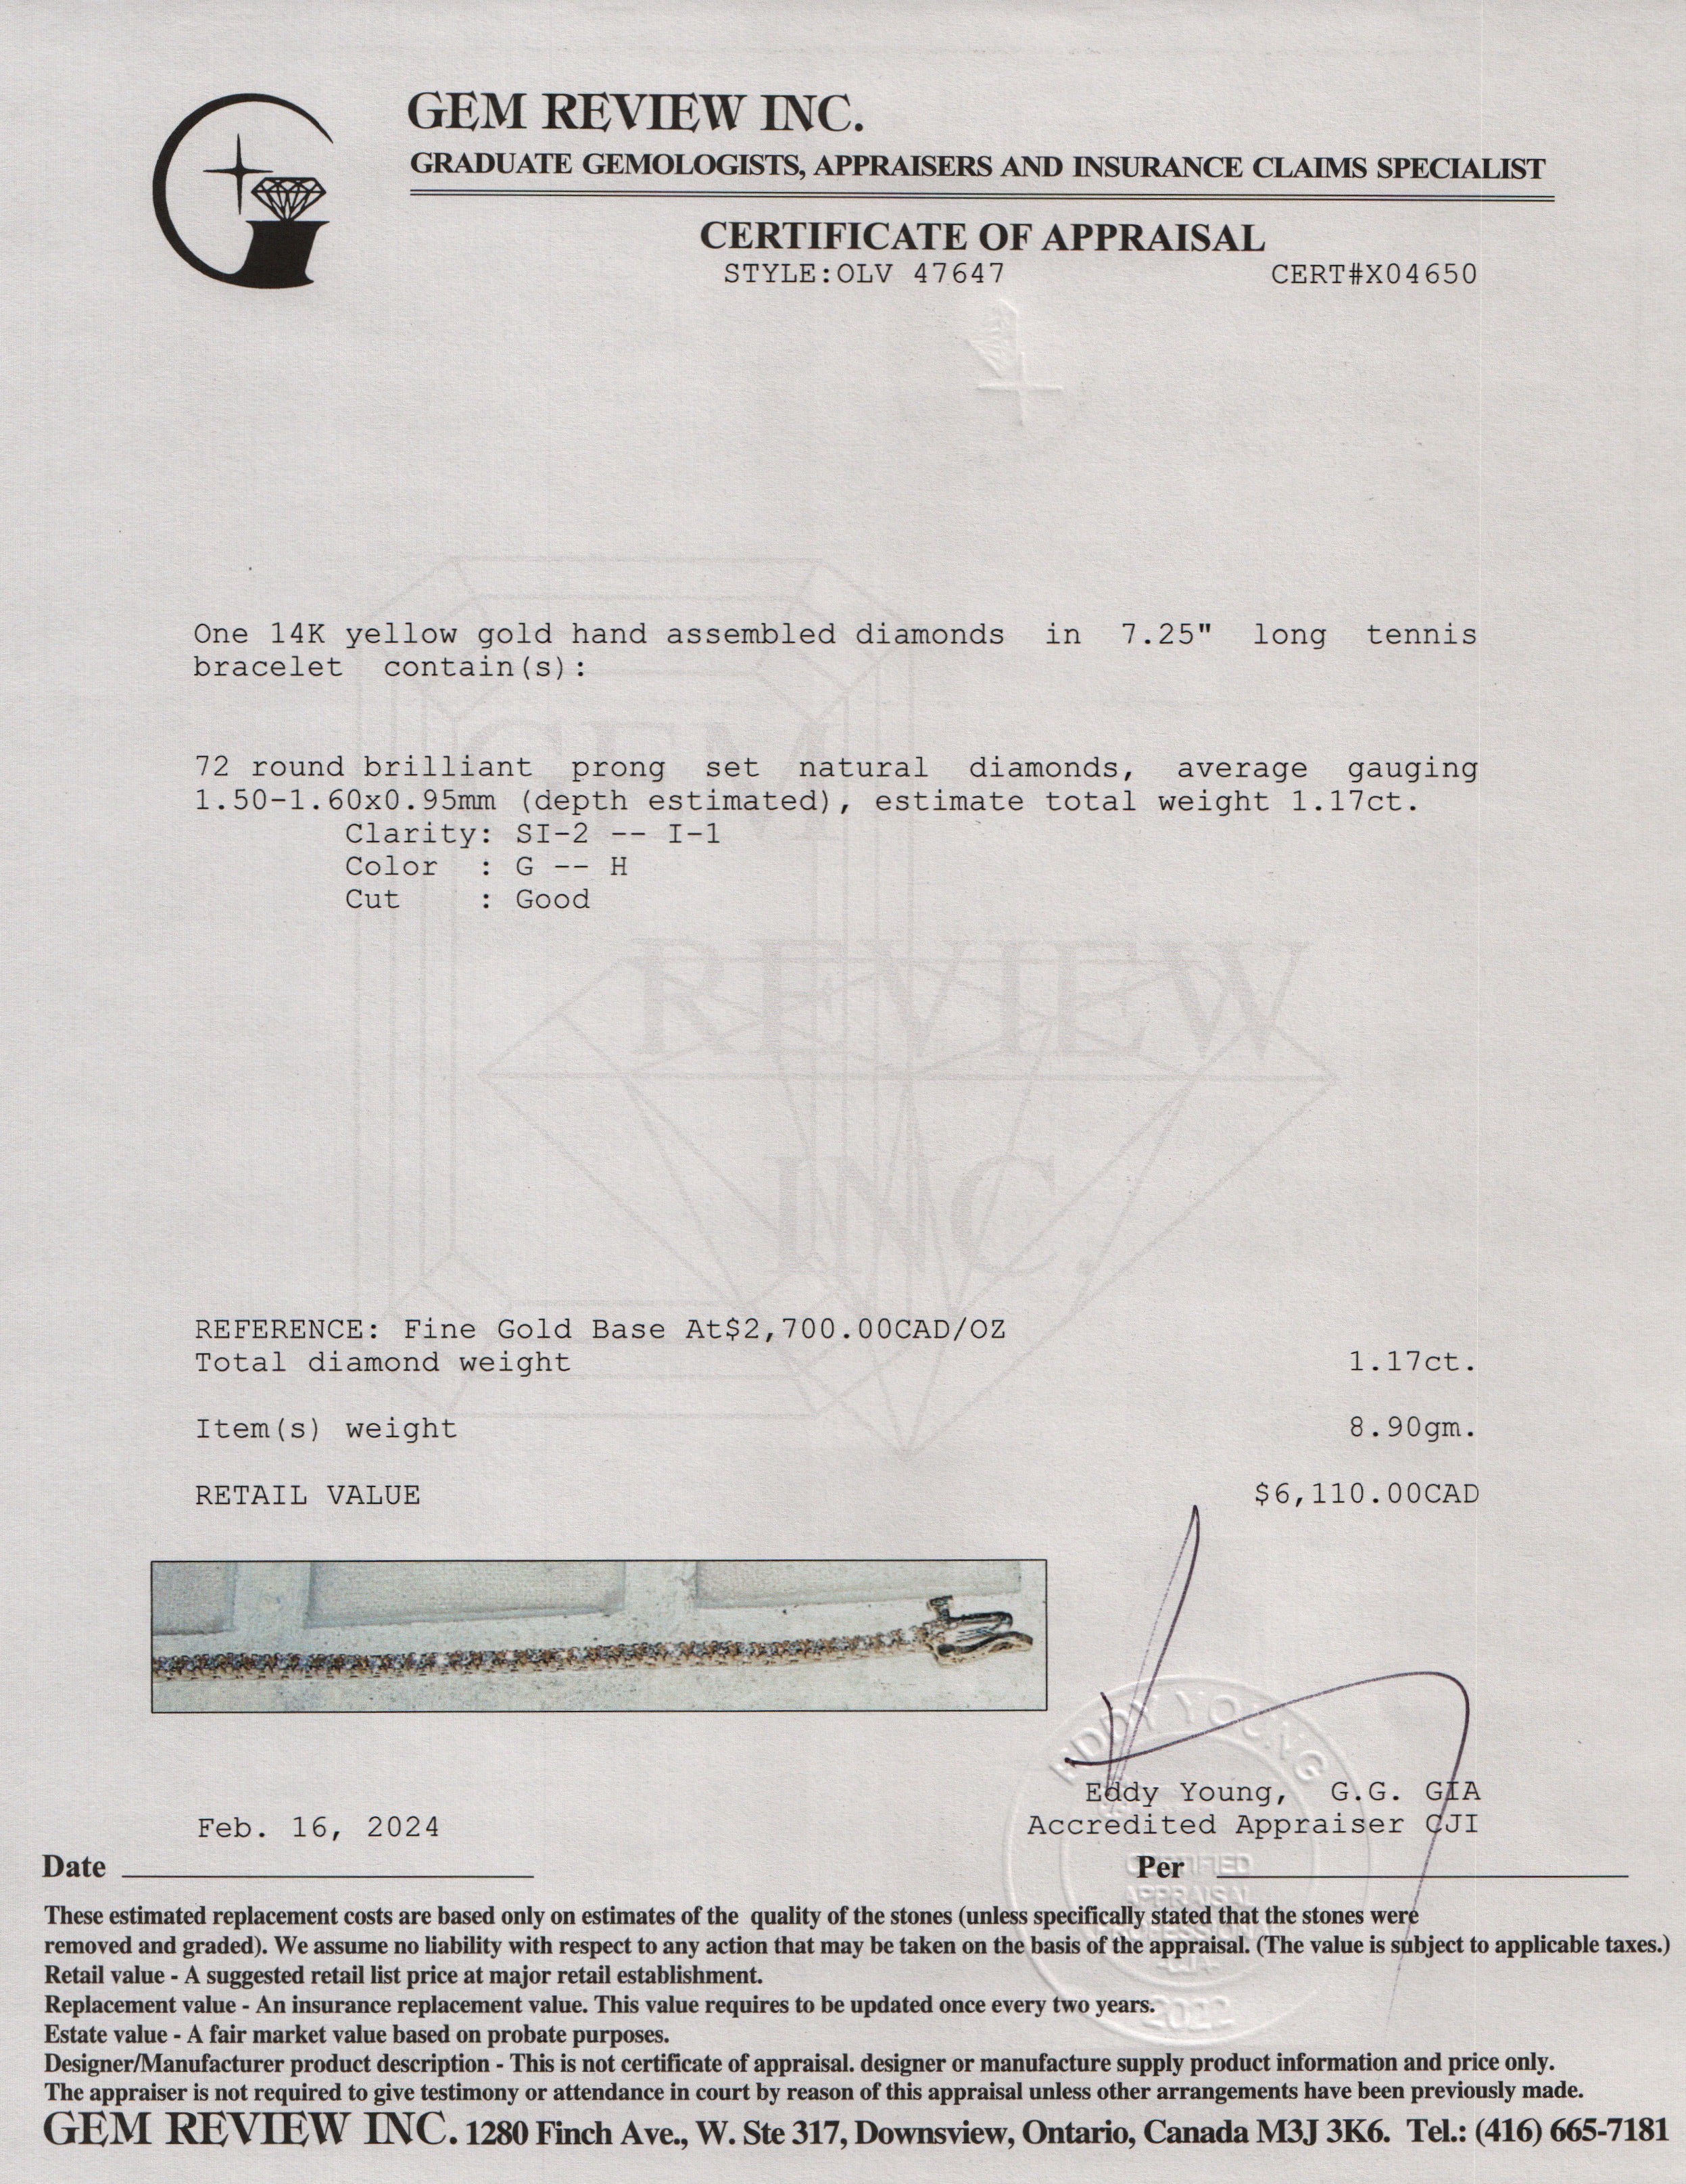 GEM REVIEW INC.
GRADUATE GEMOLOGISTS, APPRAISERS AND INSURANCE CLAIMS SPECIALIST
CERTIFICATE OF APPRAISAL
STYLE:OLV 47647 CERT#X04650
One 14K yellow gold hand assembled diamonds in 7.25" long tennis
bracelet contain(s):
GEM
72 round brilliant prong set natural diamonds, average gauging
1.50-1.60x0.95mm (depth estimated), estimate total weight 1.17ct.
Clarity: SI-2 -- I-1
Color : G -- H
Cut : Good
REVIEW
INC.
REFERENCE: Fine Gold Base At$2,700.00CAD/OZ
Total diamond weight 1.17ct.
Item(s) weight 8.90gm.
RETAIL VALUE $6,110.00CAD
EDDY YOUNG
Eddy Young, G.G. GIA
Feb. 16, 2024 Accredited Appraiser CJI
Date Per
CERTIFIED
APPRAISAL
PROFESSIONAL
2022
These estimated replacement costs are based only on estimates of the quality of the stones (unless specifically stated that the stones were
removed and graded). We assume no liability with respect to any action that may be taken on the basis of the appraisal. (The value is subject to applicable taxes.)
Retail value - A suggested retail list price at major retail establishment.
Replacement value - An insurance replacement value. This value requires to be updated once every two years.
Estate value - A fair market value based on probate purposes.
Designer/Manufacturer product description - This is not certificate of appraisal. designer or manufacture supply product information and price only.
The appraiser is not required to give testimony or attendance in court by reason of this appraisal unless other arrangements have been previously made.
GEM REVIEW INC. 1280 Finch Ave., W. Ste 317, Downsview, Ontario, Canada M3J 3K6. Tel.: (416) 665-7181